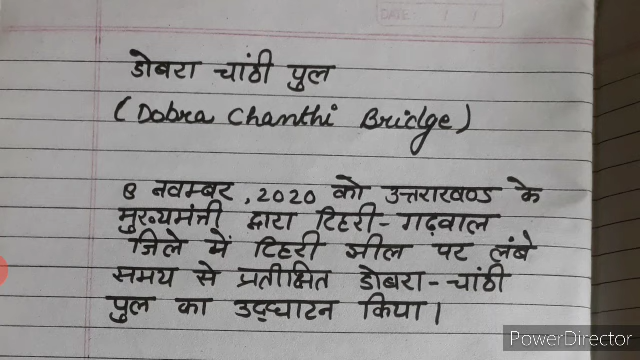 DATE
डोबरा चांठी पुल
(Dobra Chanthi Bridge)
8 नवम्बर, 2020 को उत्तराखण्ड के
मुख्यमंत्री द्वारा टिहरी-गढ़वाल
जिले में टिहरी झील पर लंबे
समय से प्रतीक्षित डोबरा-चांठी
पुल का उद्घाटन किया।
PowerDirector